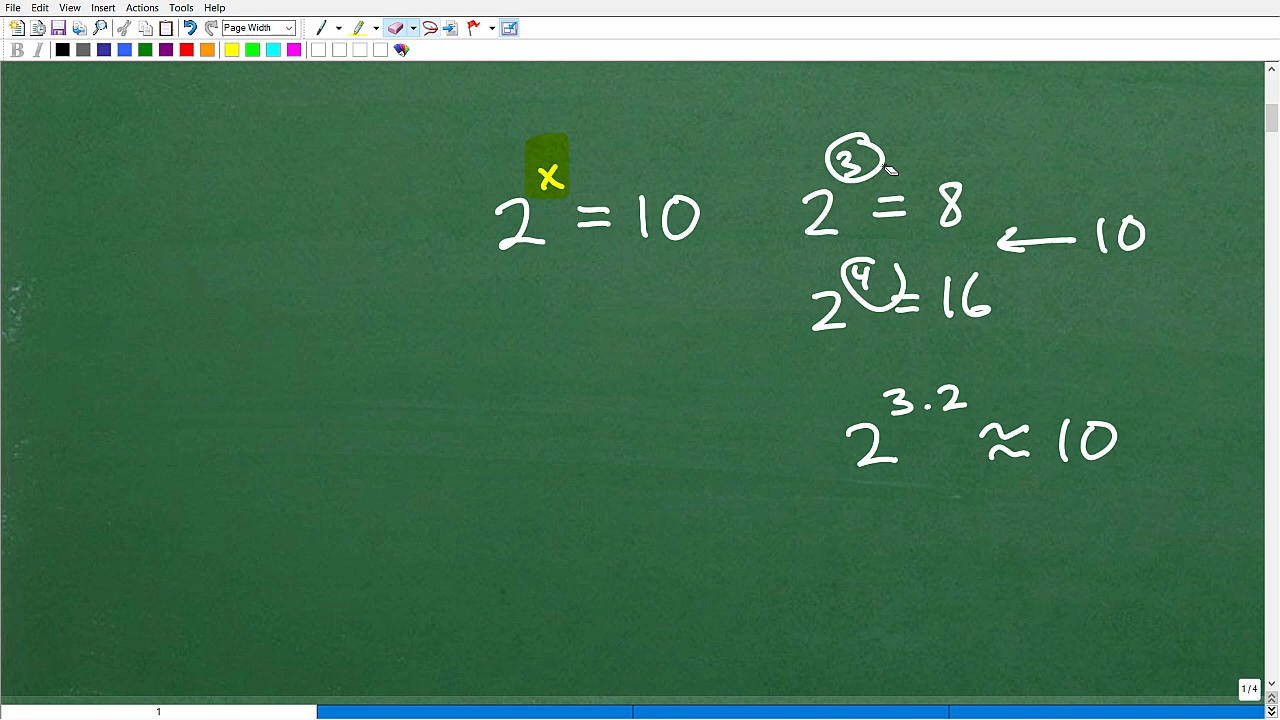 File Edit View Insert Actions Tools Help
Page Width
B I
2^x = 10
2^3 = 8
← 10
2^4 = 16
2^3.2 ≈ 10
1/4
1